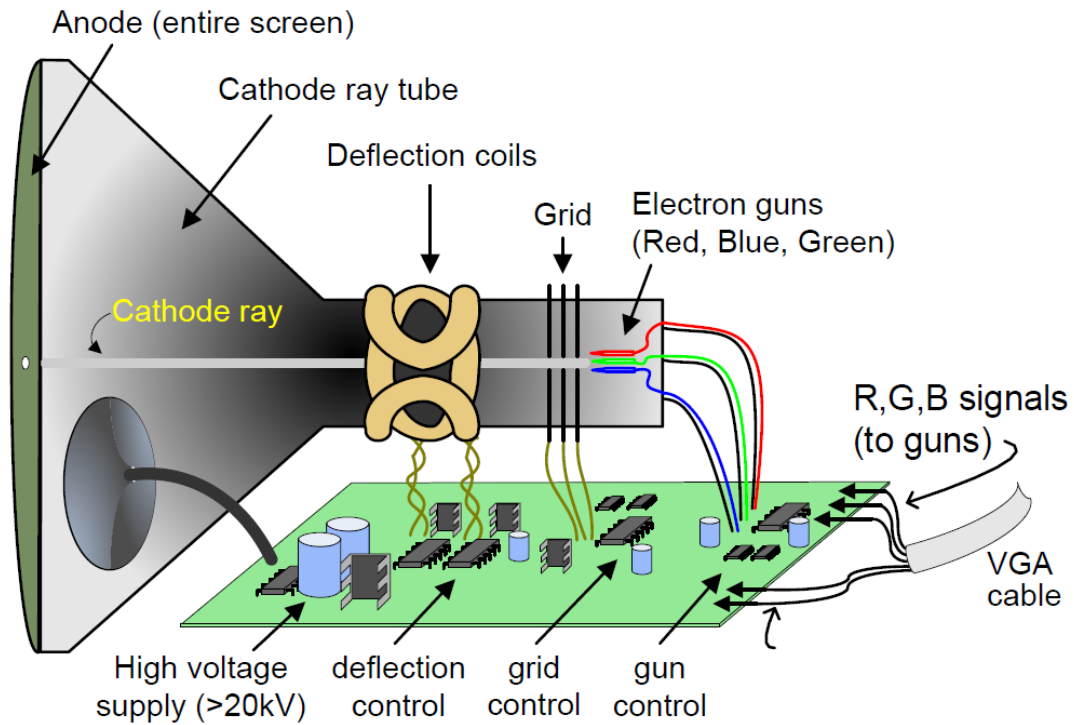 Anode (entire screen)
Cathode ray tube
Deflection coils
Grid
Electron guns
(Red, Blue, Green)
Cathode ray
R,G,B signals
(to guns)
VGA
cable
High voltage
supply (>20kV)
deflection
control
grid
control
gun
control